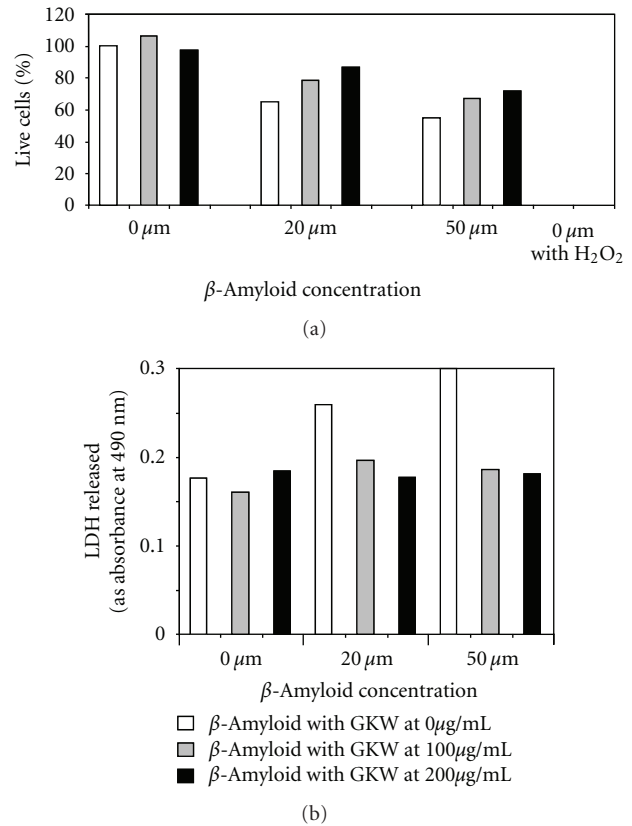 120
100
80
60
40
20
0
Live cells (%)
0 µm
20 µm
50 µm
0 µm
with H₂O₂
β-Amyloid concentration
(a)
0.3
0.2
0.1
0
LDH released
(as absorbance at 490 nm)
0 µm
20 µm
50 µm
β-Amyloid concentration
β-Amyloid with GKW at 0µg/mL
β-Amyloid with GKW at 100µg/mL
β-Amyloid with GKW at 200µg/mL
(b)